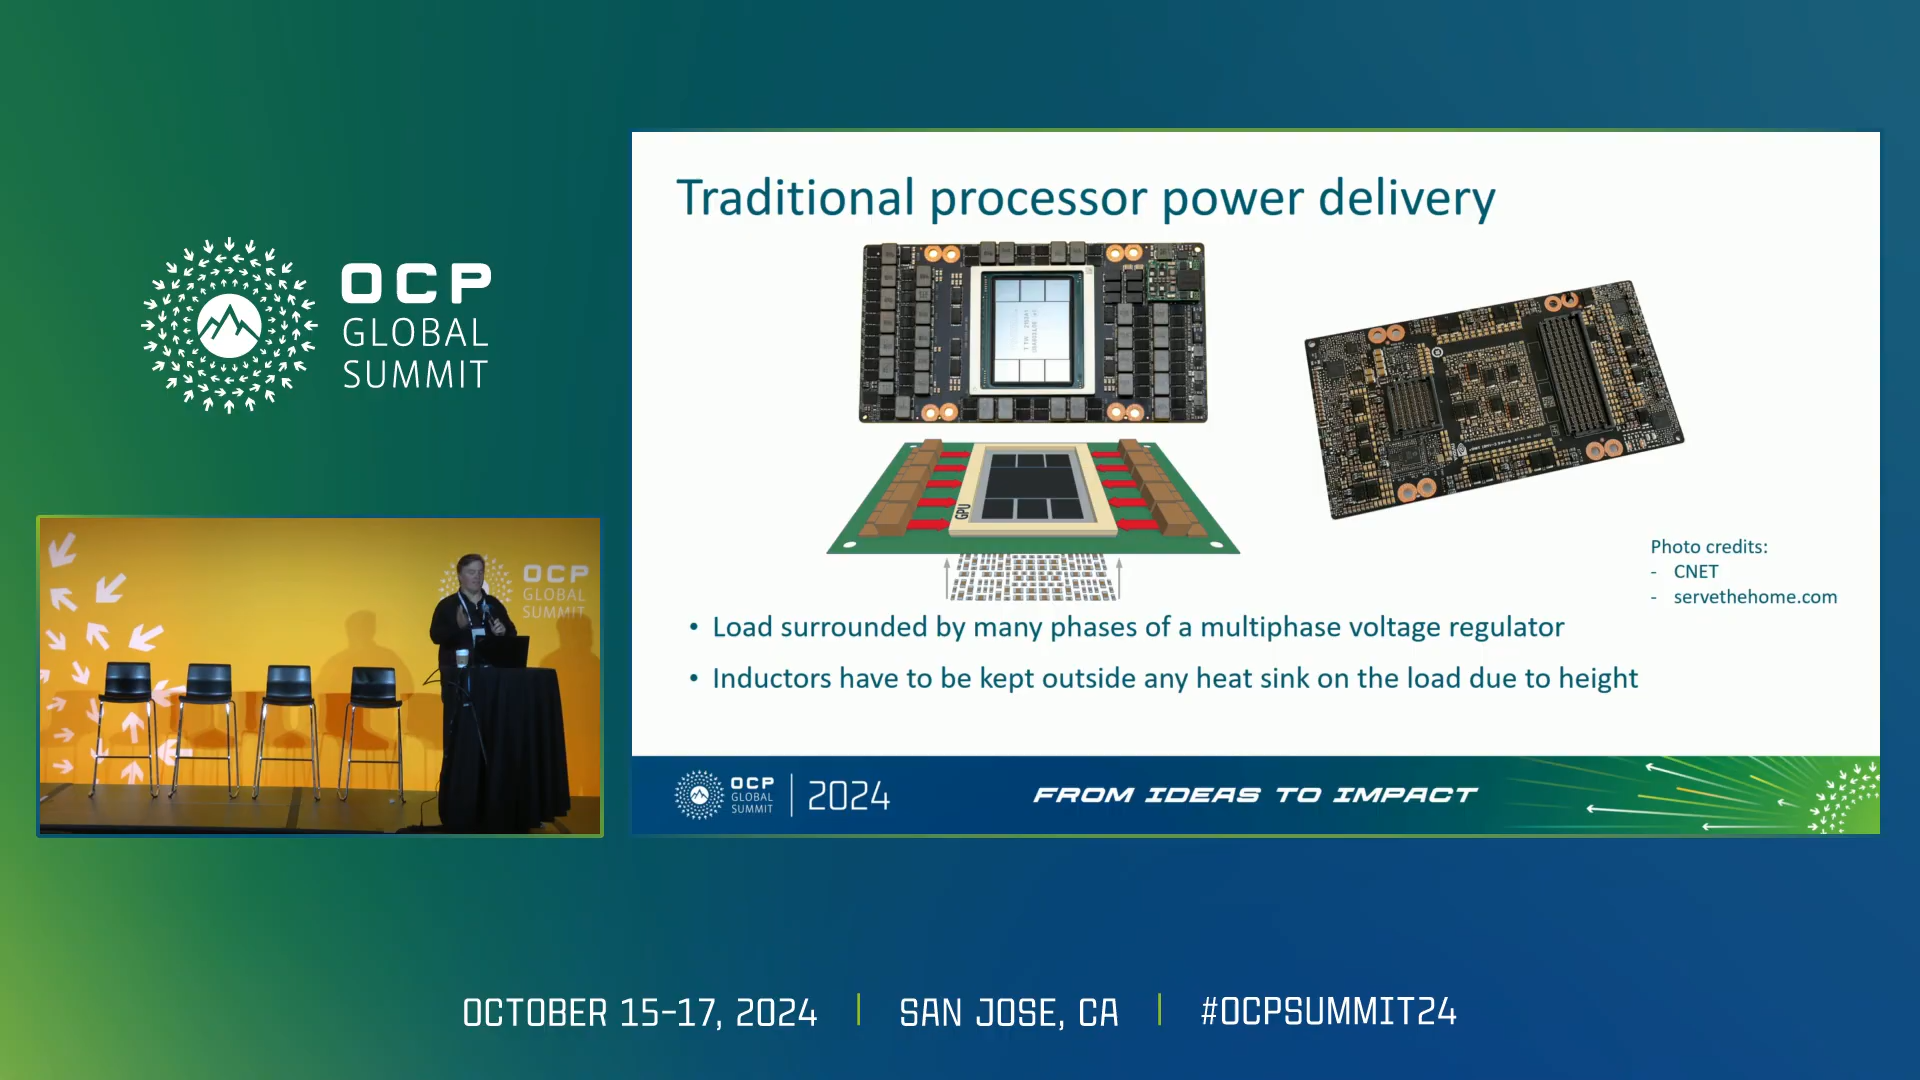 OCP
GLOBAL
SUMMIT
OCP
GLOBAL
SUMMIT
Traditional processor power delivery
GPU
Photo credits:
- CNET
- servethehome.com
• Load surrounded by many phases of a multiphase voltage regulator
• Inductors have to be kept outside any heat sink on the load due to height
OCP
GLOBAL
SUMMIT
2024
FROM IDEAS TO IMPACT
OCTOBER 15-17, 2024 | SAN JOSE, CA | #OCPSUMMIT24